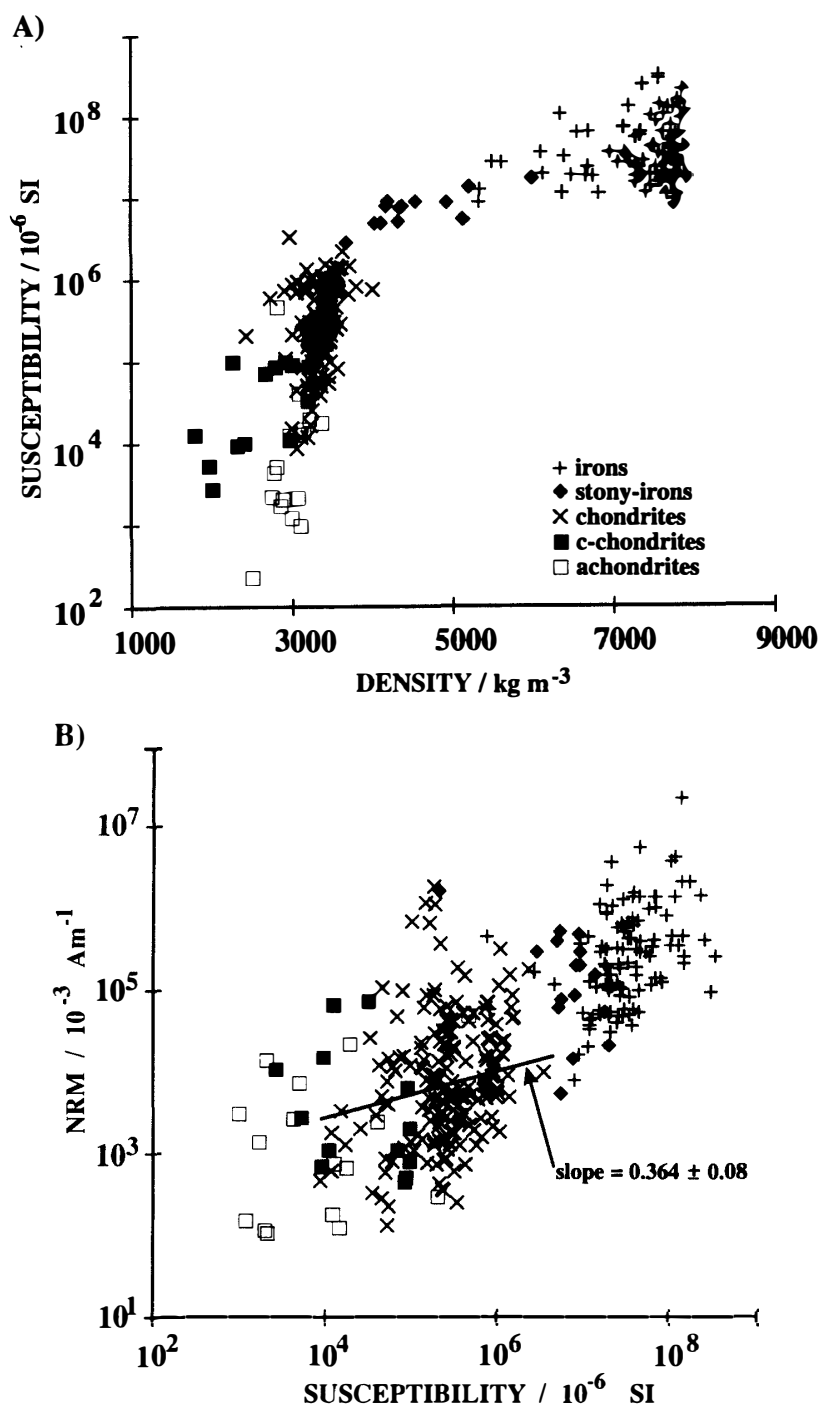 A)
10^8
10^6
10^4
10^2
SUSCEPTIBILITY / 10^-6 SI
+ irons
◆ stony-irons
× chondrites
■ c-chondrites
□ achondrites
1000 3000 5000 7000 9000
DENSITY / kg m^-3
B)
10^7
10^5
10^3
10^1
NRM / 10^-3 Am^-1
slope = 0.364 ± 0.08
10^2 10^4 10^6 10^8
SUSCEPTIBILITY / 10^-6 SI